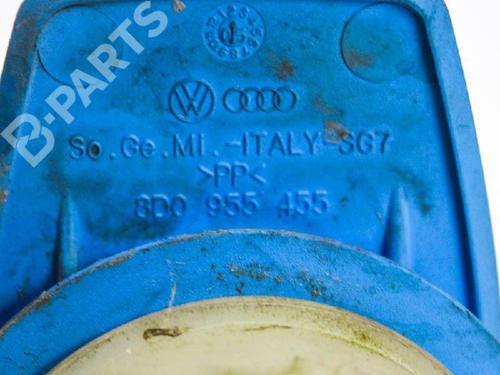 B-PARTS
So.Ge.MI.-ITALY-SG7
>PP<
8D0 955 455